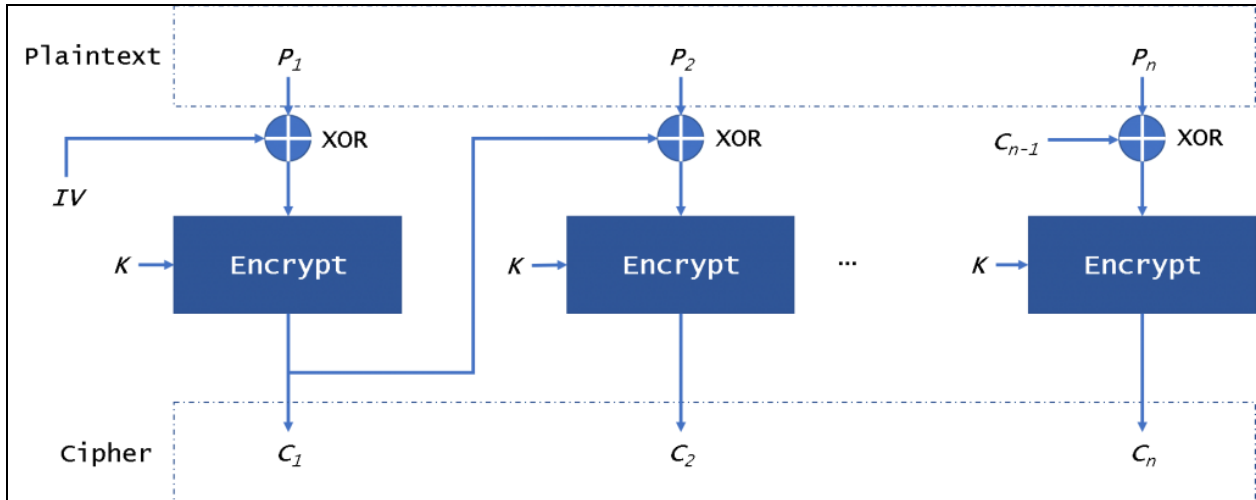 Plaintext P₁ P₂ Pₙ
XOR XOR Cₙ₋₁ XOR
IV
K Encrypt K Encrypt ... K Encrypt
Cipher C₁ C₂ Cₙ